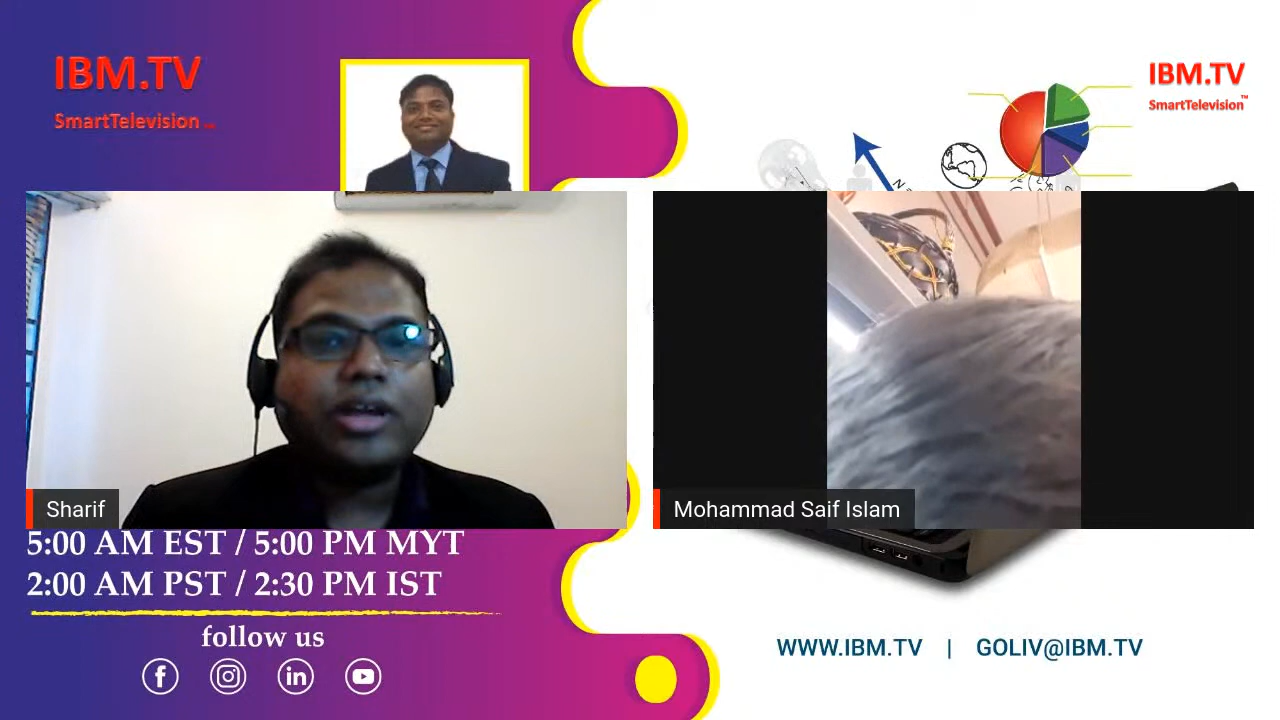 IBM.TV
SmartTelevision
IBM.TV
SmartTelevision™
Sharif
Mohammad Saif Islam
5:00 AM EST / 5:00 PM MYT
2:00 AM PST / 2:30 PM IST
follow us
WWW.IBM.TV | GOLIV@IBM.TV